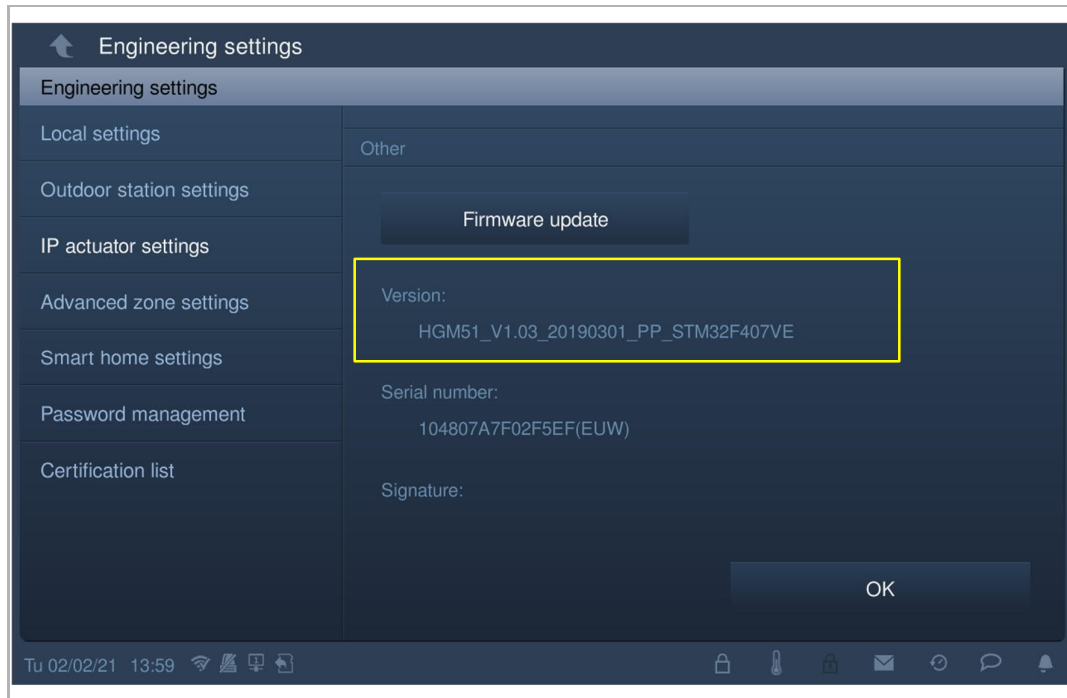 Engineering settings
Engineering settings
Local settings
Outdoor station settings
IP actuator settings
Advanced zone settings
Smart home settings
Password management
Certification list
Other
Firmware update
Version:
HGM51_V1.03_20190301_PP_STM32F407VE
Serial number:
104807A7F02F5EF(EUW)
Signature:
OK
Tu 02/02/21 13:59